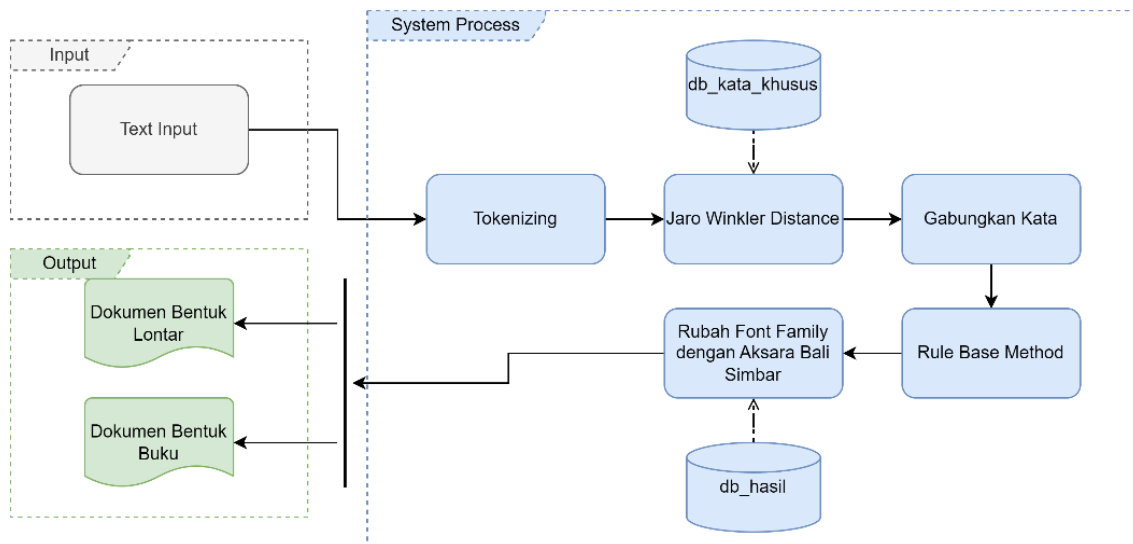 System Process
Input
Text Input
db_kata_khusus
Tokenizing
Jaro Winkler Distance
Gabungkan Kata
Output
Dokumen Bentuk
Lontar
Dokumen Bentuk
Buku
Rubah Font Family
dengan Aksara Bali
Simbar
Rule Base Method
db_hasil